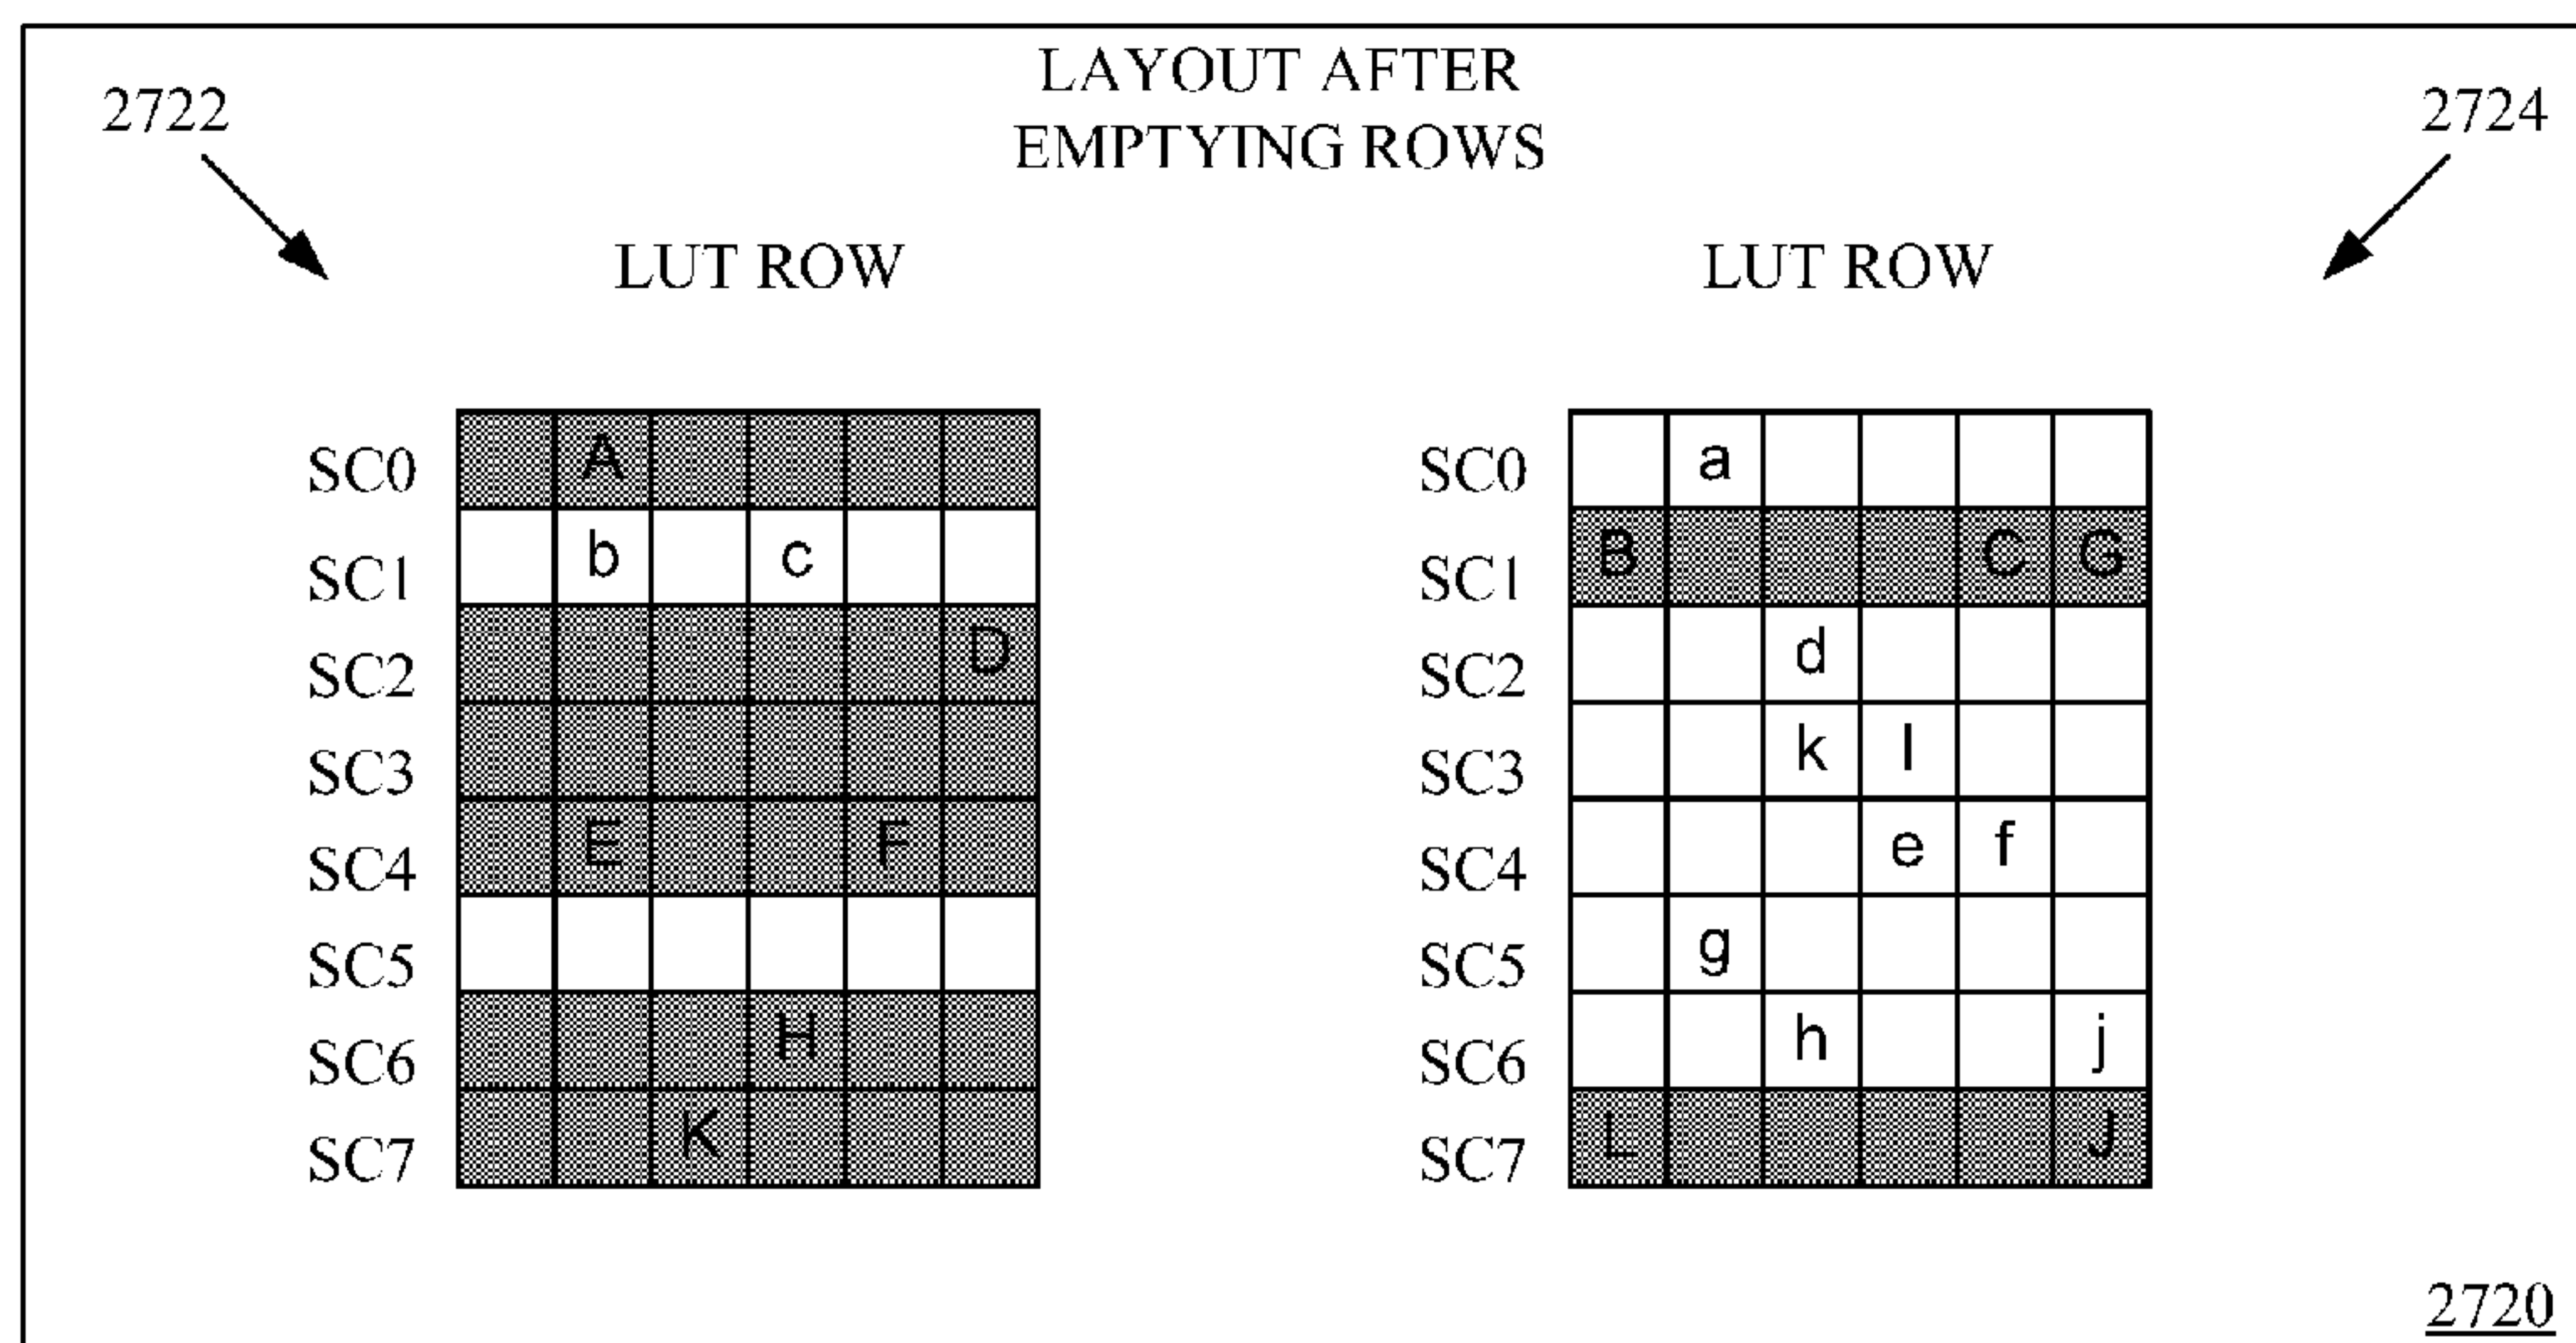 LAYOUT AFTER
EMPTYING ROWS
2722
2724
LUT ROW
LUT ROW
SC0 A
SC1 b c
SC2 D
SC3
SC4 E F
SC5
SC6 H
SC7 K
SC0 a
SC1 B C G
SC2 d
SC3 k l
SC4 e f
SC5 g
SC6 h j
SC7 L J
2720